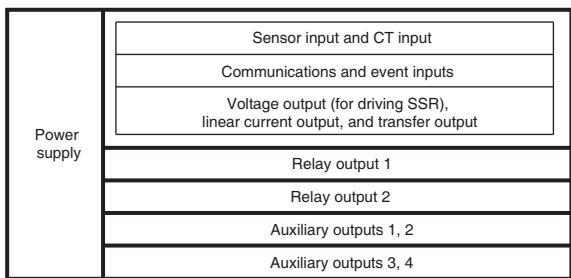 Power
supply
Sensor input and CT input
Communications and event inputs
Voltage output (for driving SSR),
linear current output, and transfer output
Relay output 1
Relay output 2
Auxiliary outputs 1, 2
Auxiliary outputs 3, 4